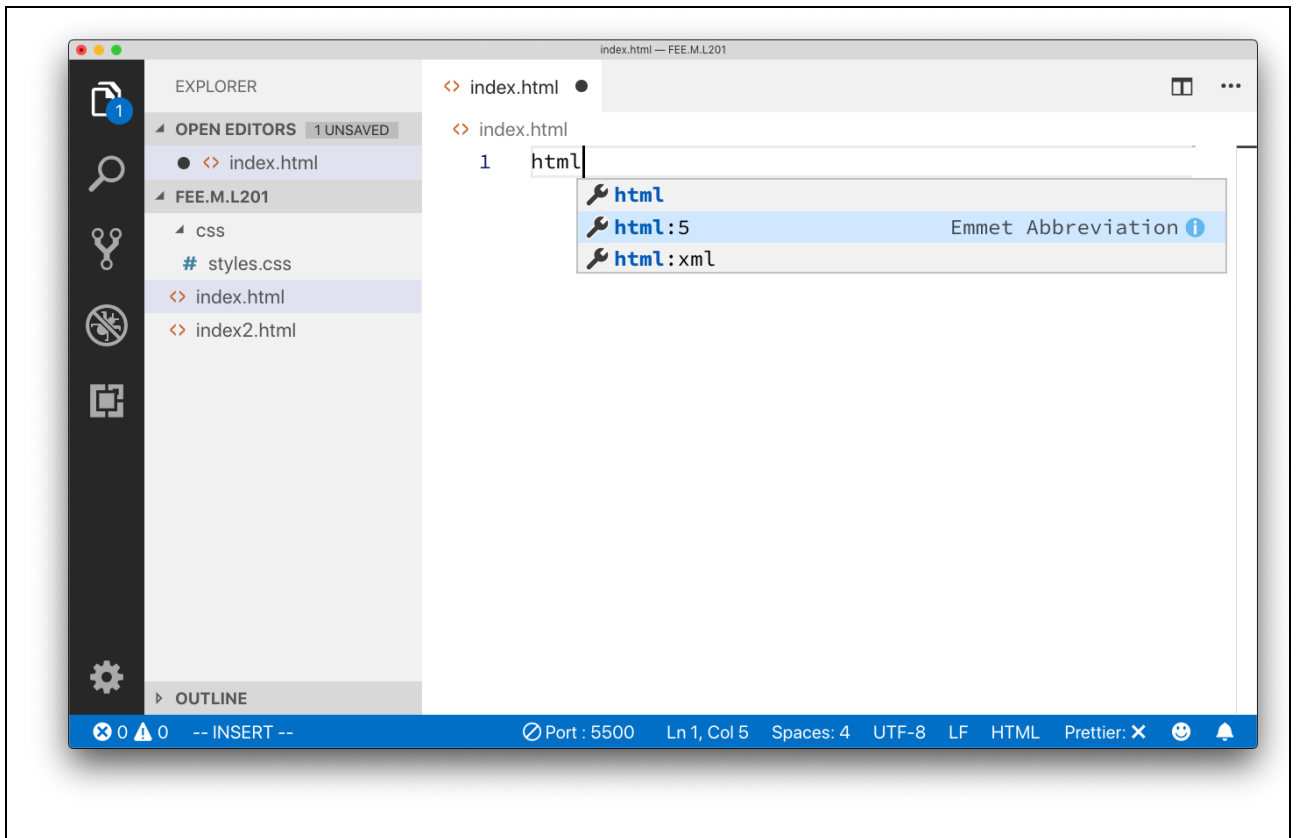 index.html — FEE.M.L201
EXPLORER
index.html
1
OPEN EDITORS 1 UNSAVED
index.html
index.html
1 html
FEE.M.L201
html
css
html:5 Emmet Abbreviation
# styles.css
html:xml
index.html
index2.html
OUTLINE
0 0 -- INSERT -- Port : 5500 Ln 1, Col 5 Spaces: 4 UTF-8 LF HTML Prettier: ✕